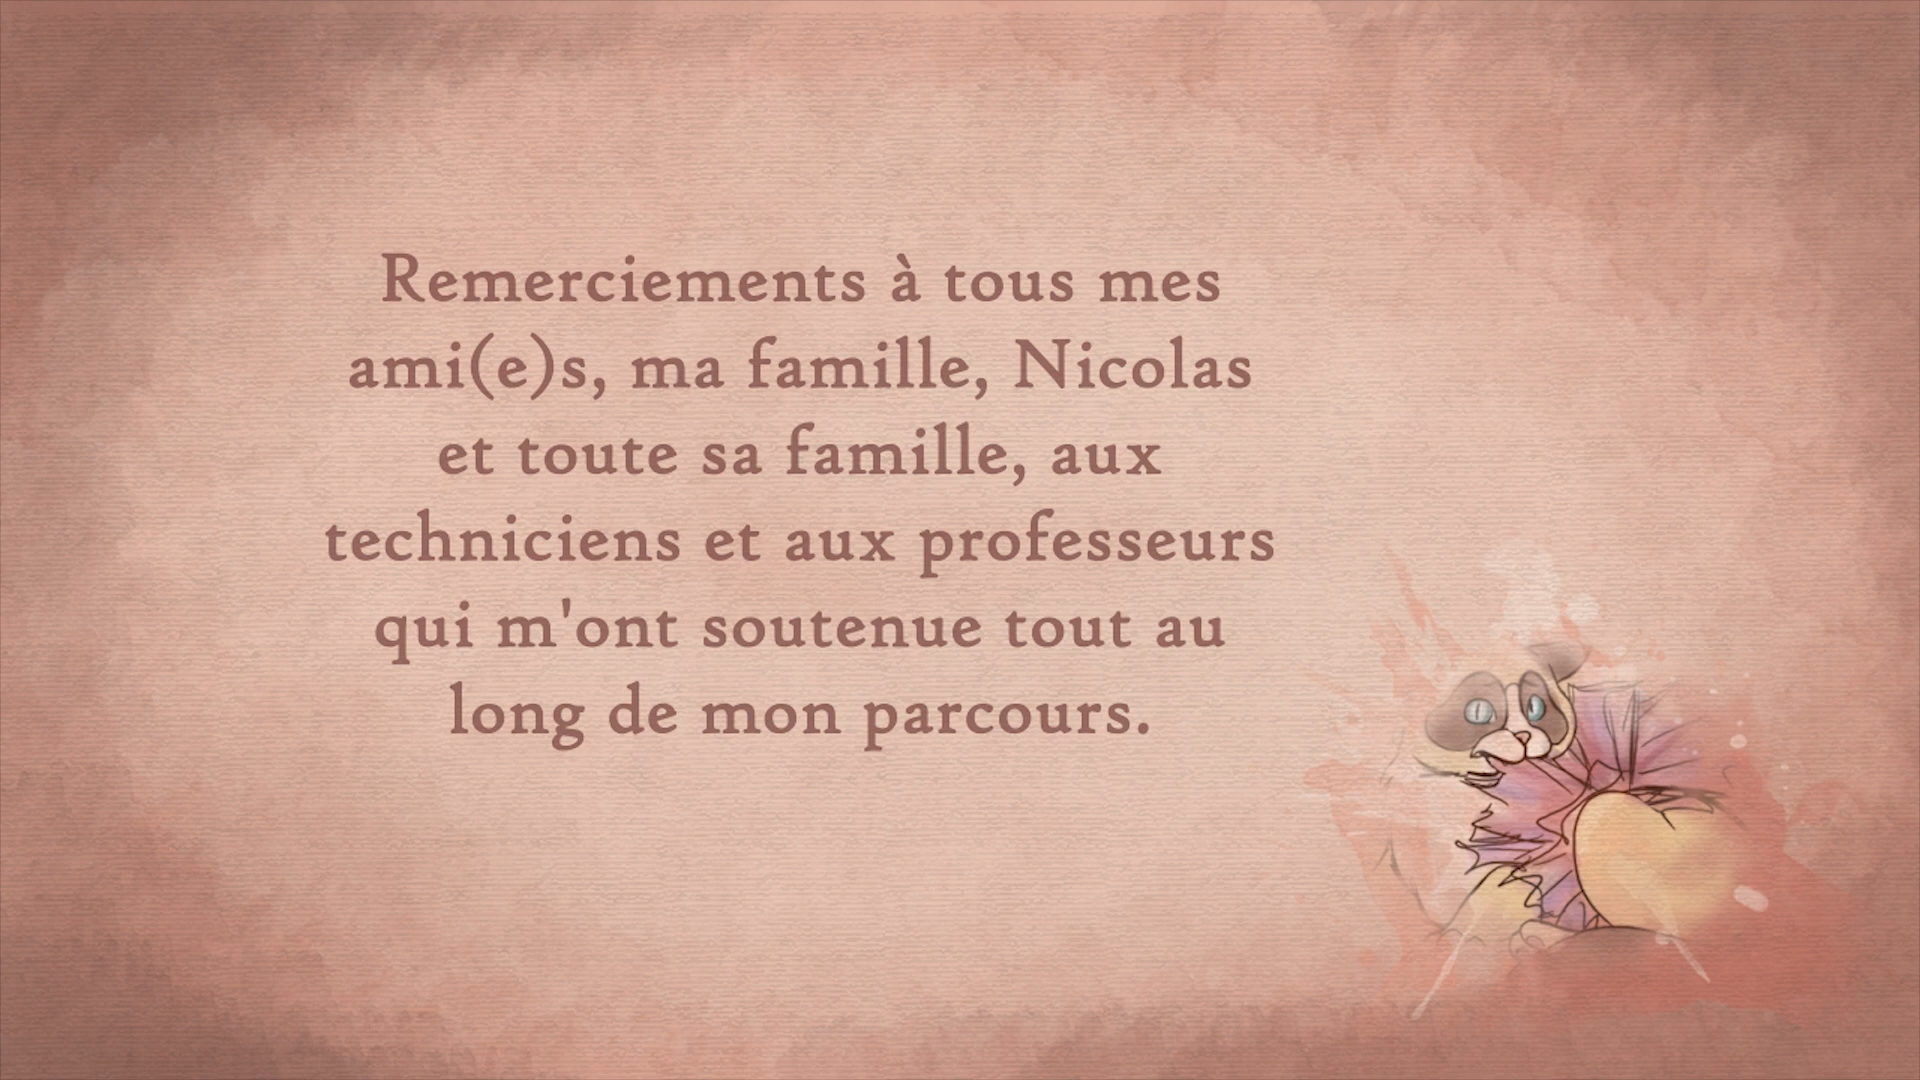 Remerciements à tous mes
ami(e)s, ma famille, Nicolas
et toute sa famille, aux
techniciens et aux professeurs
qui m'ont soutenue tout au
long de mon parcours.